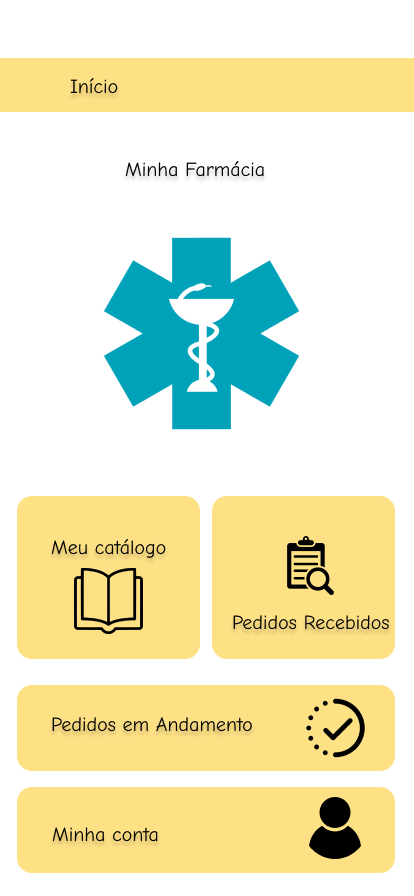 Início
Minha Farmácia
Meu catálogo
Pedidos Recebidos
Pedidos em Andamento
Minha conta